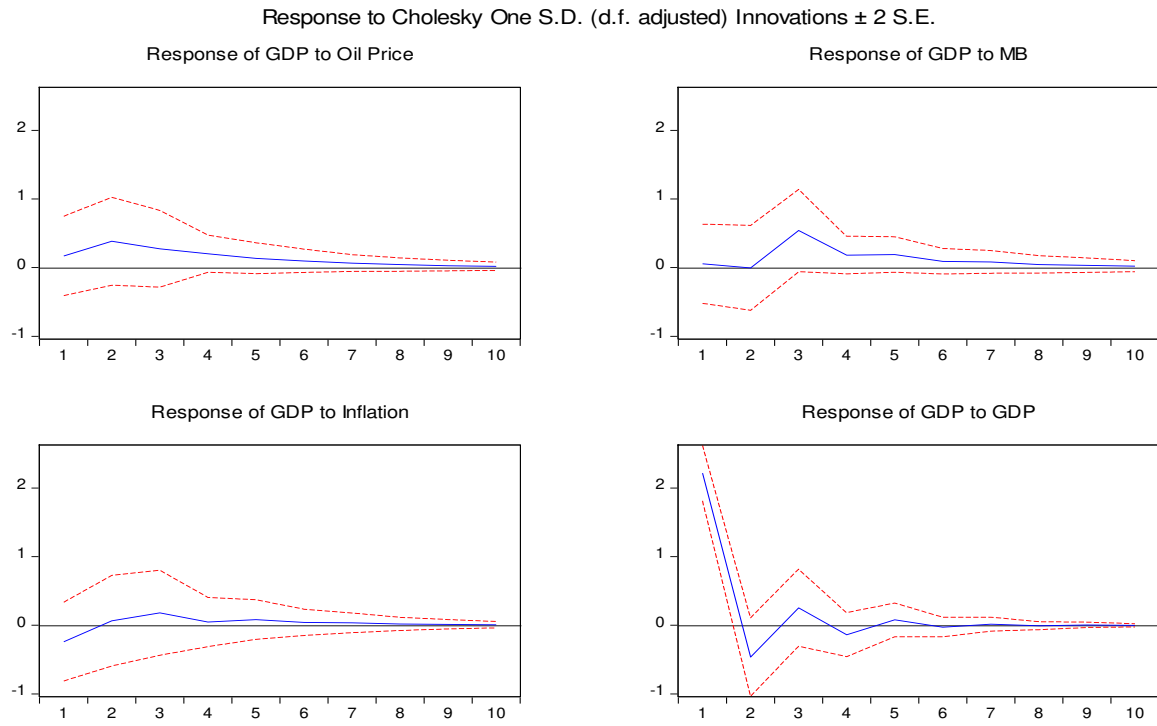 Response to Cholesky One S.D. (d.f. adjusted) Innovations ± 2 S.E.
Response of GDP to Oil Price
2
1
0
-1
1 2 3 4 5 6 7 8 9 10
Response of GDP to MB
2
1
0
-1
1 2 3 4 5 6 7 8 9 10
Response of GDP to Inflation
2
1
0
-1
1 2 3 4 5 6 7 8 9 10
Response of GDP to GDP
2
1
0
-1
1 2 3 4 5 6 7 8 9 10